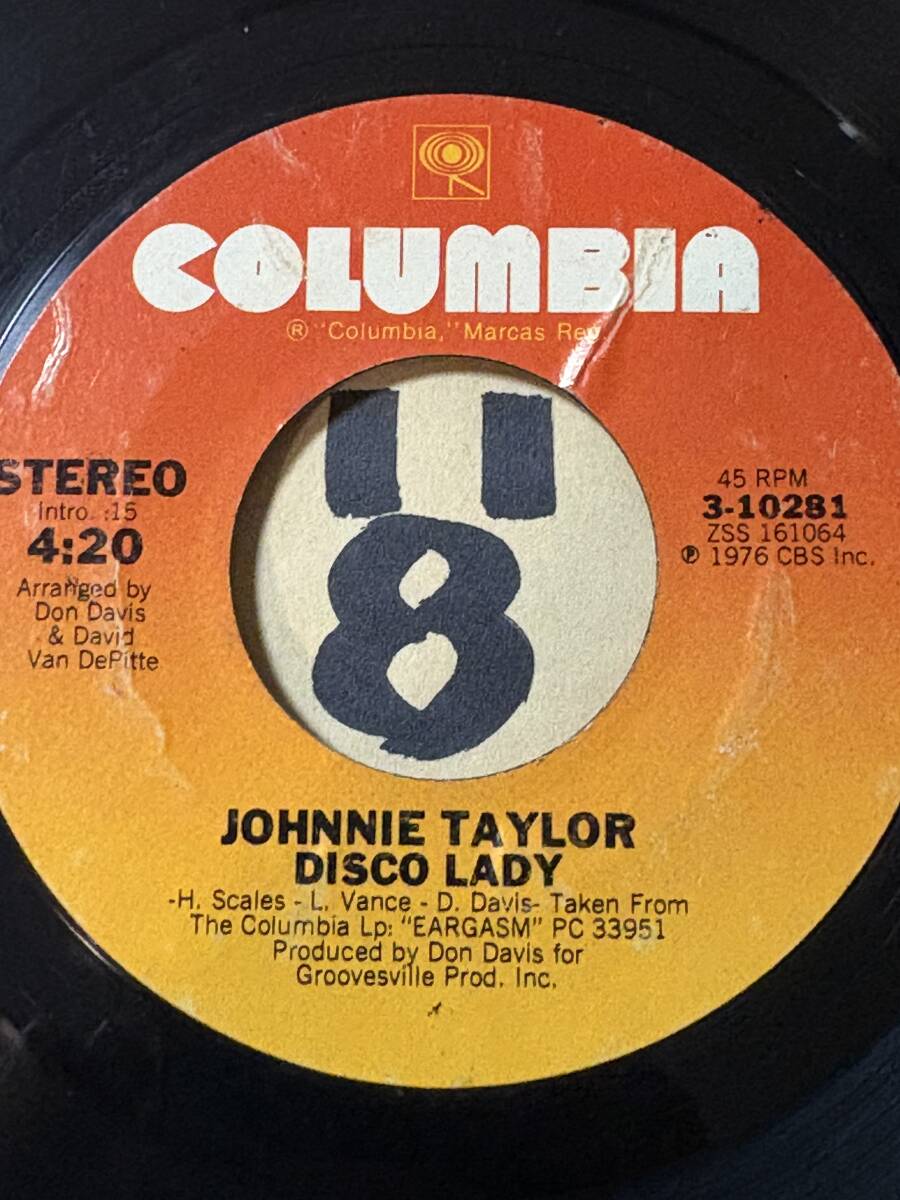 COLUMBIA
® "Columbia," Marcas Reg.
STEREO
Intro. :15
4:20
Arranged by
Don Davis
& David
Van DePitte
45 RPM
3-10281
ZSS 161064
℗ 1976 CBS Inc.
8
JOHNNIE TAYLOR
DISCO LADY
-H. Scales - L. Vance - D. Davis- Taken From
The Columbia Lp: "EARGASM" PC 33951
Produced by Don Davis for
Groovesville Prod. Inc.